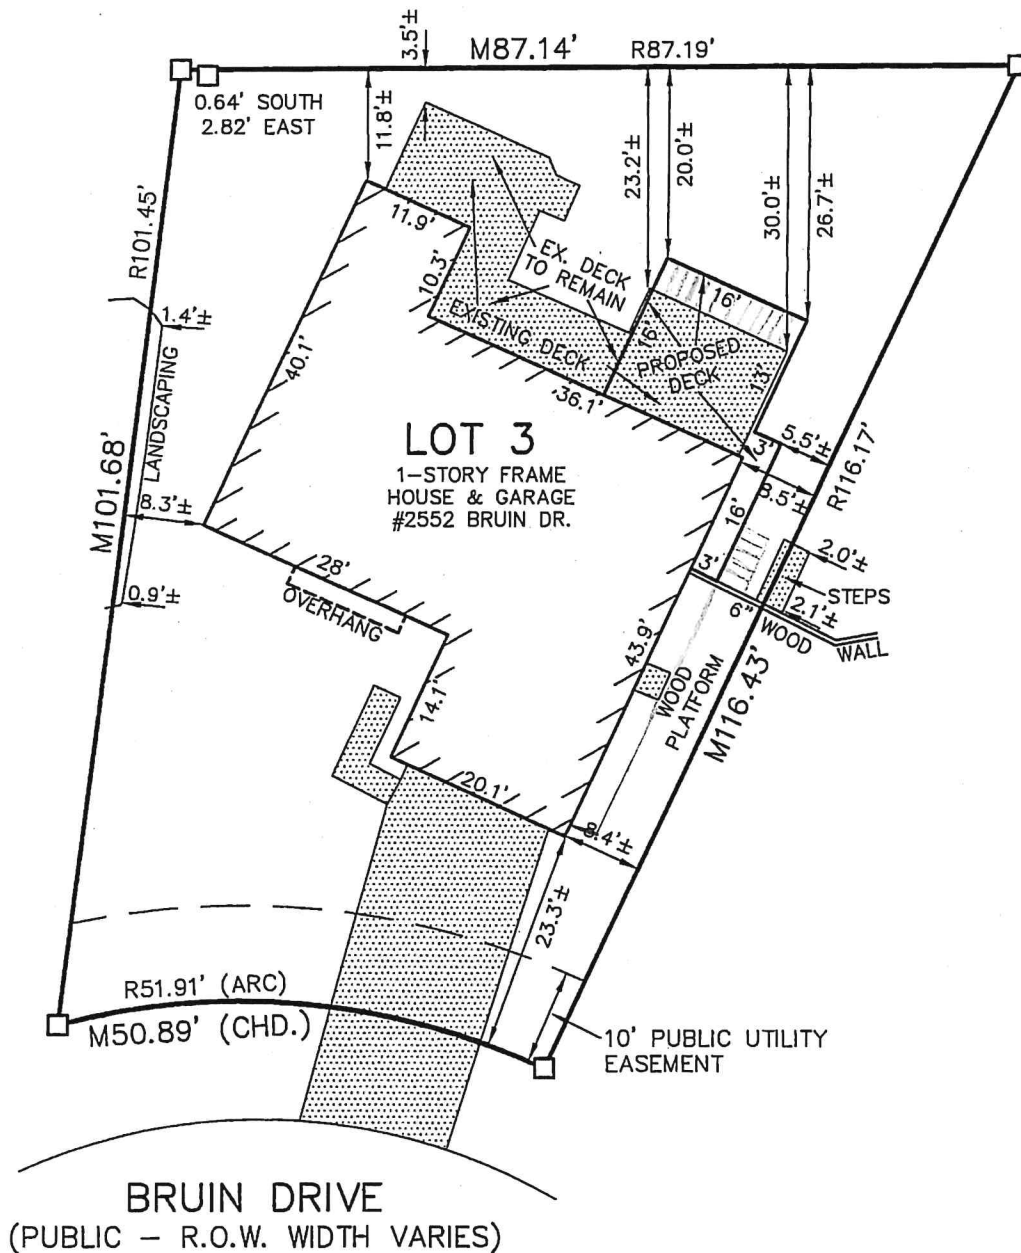 3.5'±
M87.14'
R87.19'
0.64' SOUTH
2.82' EAST
11.8'±
23.2'±
20.0'±
30.0'±
26.7'±
R101.45'
11.9'
10.3'
EX. DECK
TO REMAIN
EXISTING DECK
16'
16'
PROPOSED
DECK
13'
1.4'±
LANDSCAPING
40.1'
36.1'
LOT 3
1-STORY FRAME
HOUSE & GARAGE
#2552 BRUIN DR.
3'
5.5'±
8.5'±
R116.17'
M101.68'
8.3'±
16'
28'
OVERHANG
0.9'±
3'
2.0'±
STEPS
2.1'±
6" WOOD
WALL
43.9'
WOOD
PLATFORM
M116.43'
14.1'
20.1'
8.4'±
23.3'±
R51.91' (ARC)
M50.89' (CHD.)
10' PUBLIC UTILITY
EASEMENT
BRUIN DRIVE
(PUBLIC – R.O.W. WIDTH VARIES)